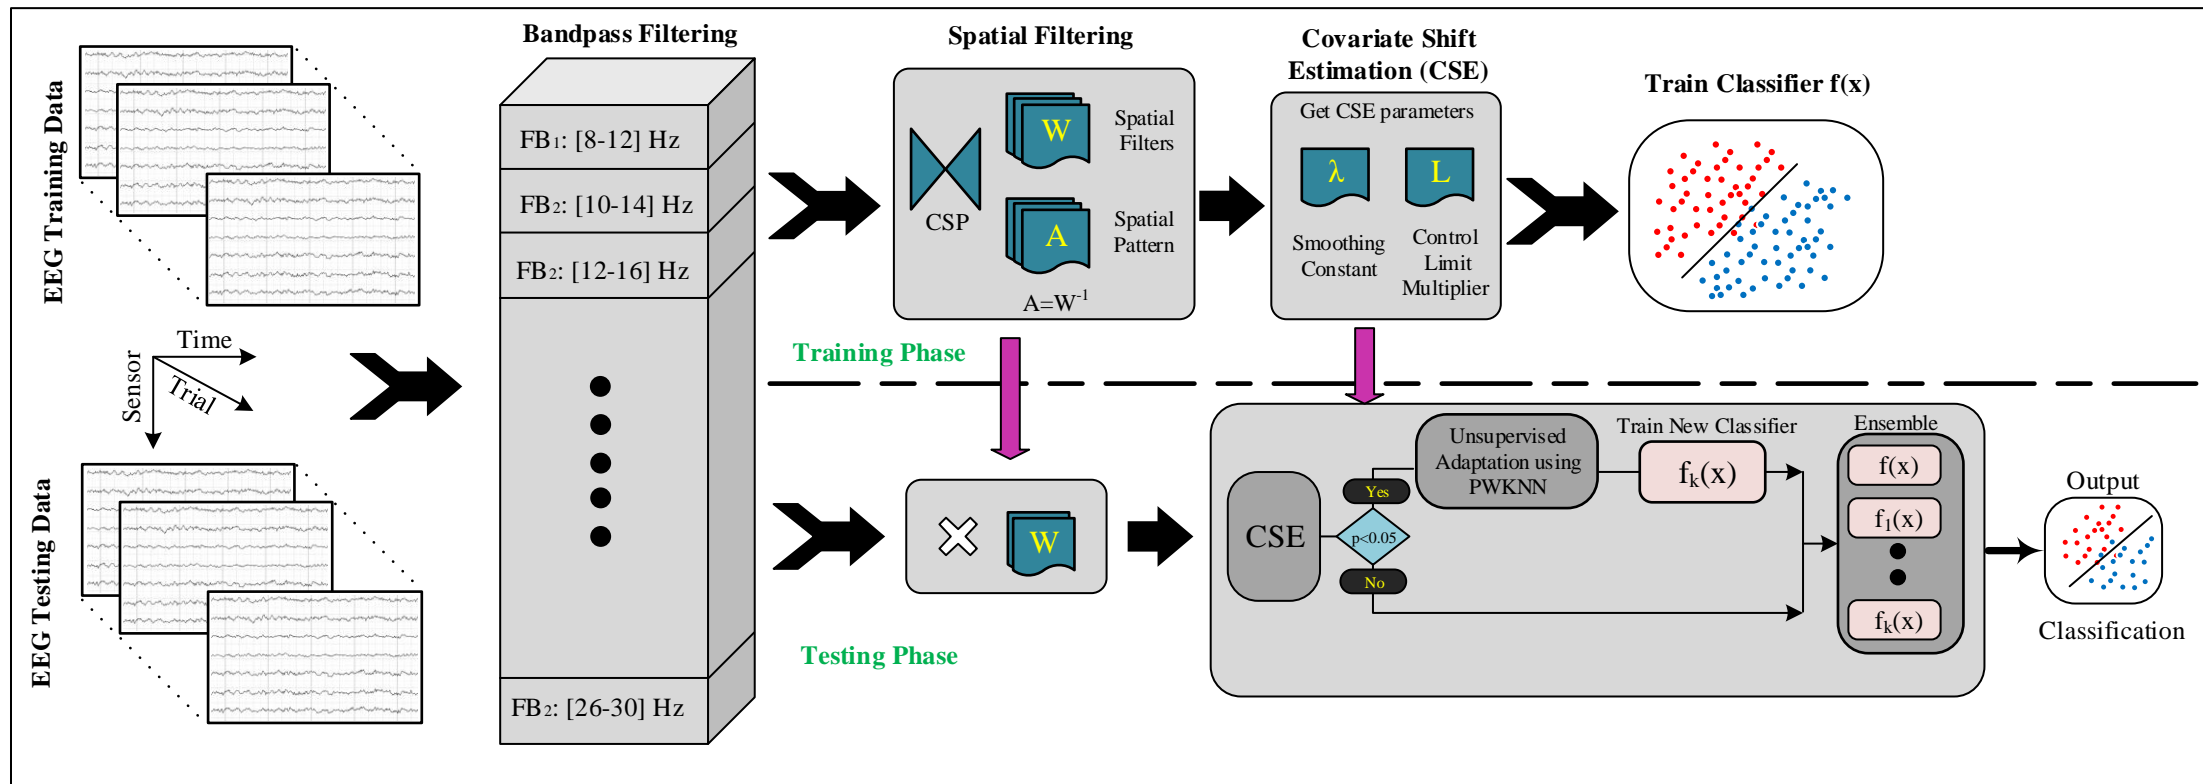 EEG Training Data
Time
Sensor
Trial
EEG Testing Data
Bandpass Filtering
FB1: [8-12] Hz
FB2: [10-14] Hz
FB2: [12-16] Hz
FB2: [26-30] Hz
Spatial Filtering
CSP
W
Spatial
Filters
A
Spatial
Pattern
A=W-1
Covariate Shift
Estimation (CSE)
Get CSE parameters
λ
L
Smoothing
Constant
Control
Limit
Multiplier
Train Classifier f(x)
Training Phase
Testing Phase
W
CSE
p<0.05
Yes
No
Unsupervised
Adaptation using
PWKNN
Train New Classifier
fk(x)
Ensemble
f(x)
f1(x)
fk(x)
Output
Classification